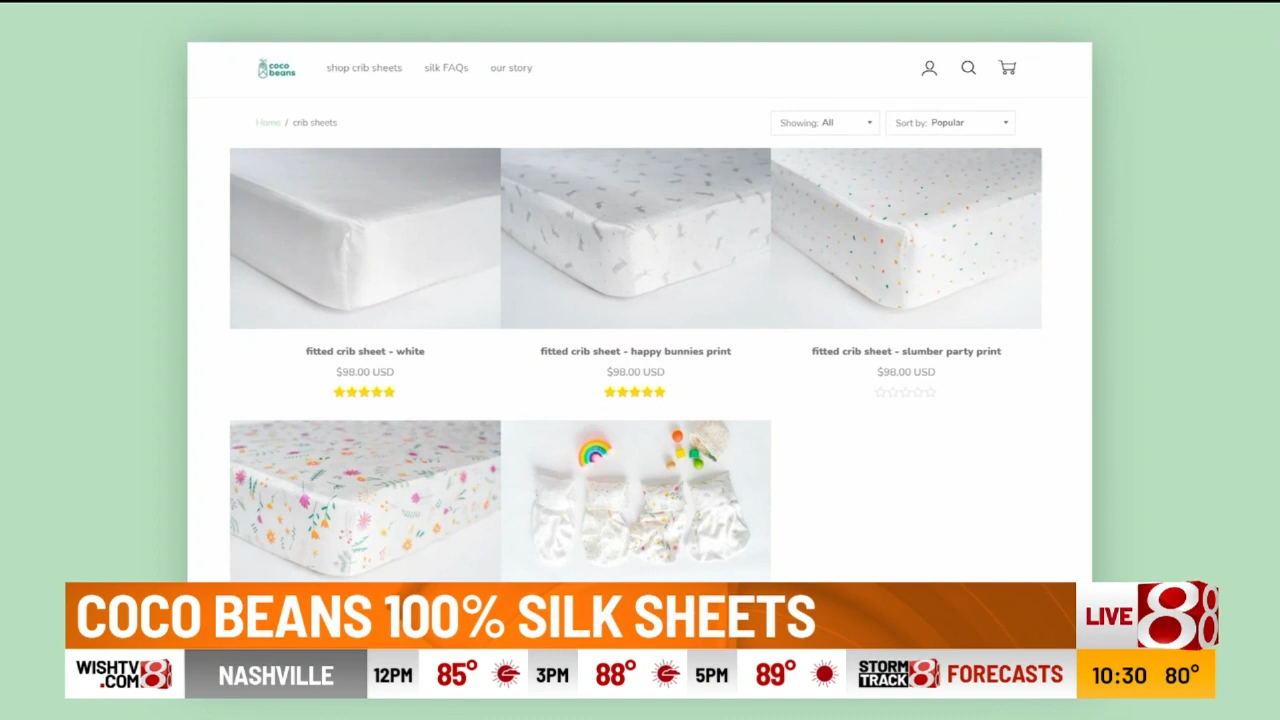 coco beans
shop crib sheets silk FAQs our story
Home / crib sheets
Showing: All
Sort by: Popular
fitted crib sheet - white
$98.00 USD
fitted crib sheet - happy bunnies print
$98.00 USD
fitted crib sheet - slumber party print
$98.00 USD
COCO BEANS 100% SILK SHEETS
LIVE 8
WISHTV8.COM
NASHVILLE 12PM 85° 3PM 88° 5PM 89°
STORM TRACK 8 FORECASTS
10:30 80°